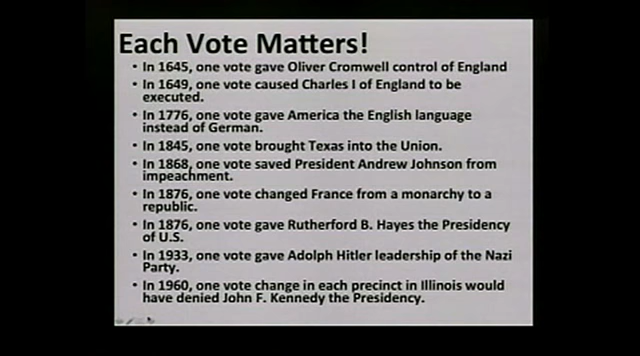 Each Vote Matters!
• In 1645, one vote gave Oliver Cromwell control of England
• In 1649, one vote caused Charles I of England to be
executed.
• In 1776, one vote gave America the English language
instead of German.
• In 1845, one vote brought Texas into the Union.
• In 1868, one vote saved President Andrew Johnson from
impeachment.
• In 1876, one vote changed France from a monarchy to a
republic.
• In 1876, one vote gave Rutherford B. Hayes the Presidency
of U.S.
• In 1933, one vote gave Adolph Hitler leadership of the Nazi
Party.
• In 1960, one vote change in each precinct in Illinois would
have denied John F. Kennedy the Presidency.